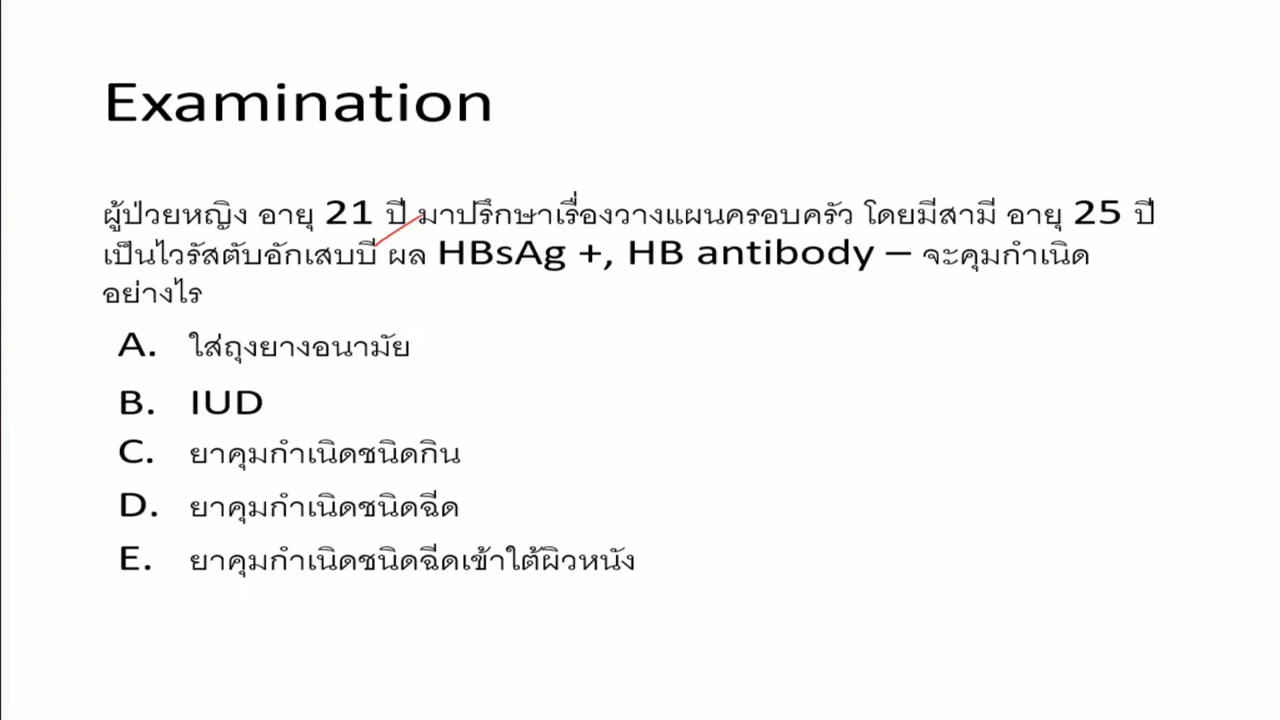 Examination
ผู้ป่วยหญิง อายุ 21 ปี มาปรึกษาเรื่องวางแผนครอบครัว โดยมีสามี อายุ 25 ปี
เป็นไวรัสตับอักเสบบี ผล HBsAg +, HB antibody – จะคุมกำเนิด
อย่างไร
A. ใส่ถุงยางอนามัย
B. IUD
C. ยาคุมกำเนิดชนิดกิน
D. ยาคุมกำเนิดชนิดฉีด
E. ยาคุมกำเนิดชนิดฉีดเข้าใต้ผิวหนัง